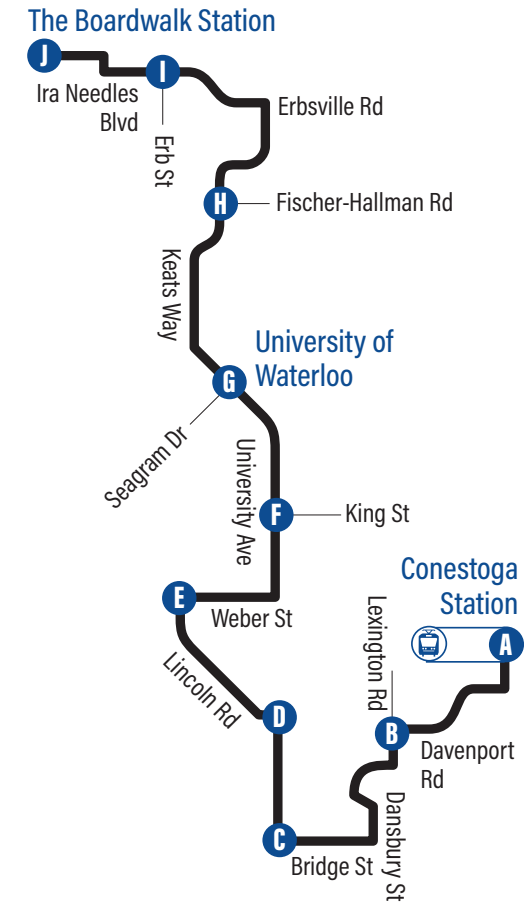 The Boardwalk Station
J
I
Ira Needles
Blvd
Erb St
Erbsville Rd
H
Fischer-Hallman Rd
Keats Way
University of
Waterloo
G
Seagram Dr
University Ave
F
King St
E
Weber St
Lincoln Rd
Conestoga
Station
A
Lexington Rd
D
B
Davenport
Rd
Dansbury St
C
Bridge St